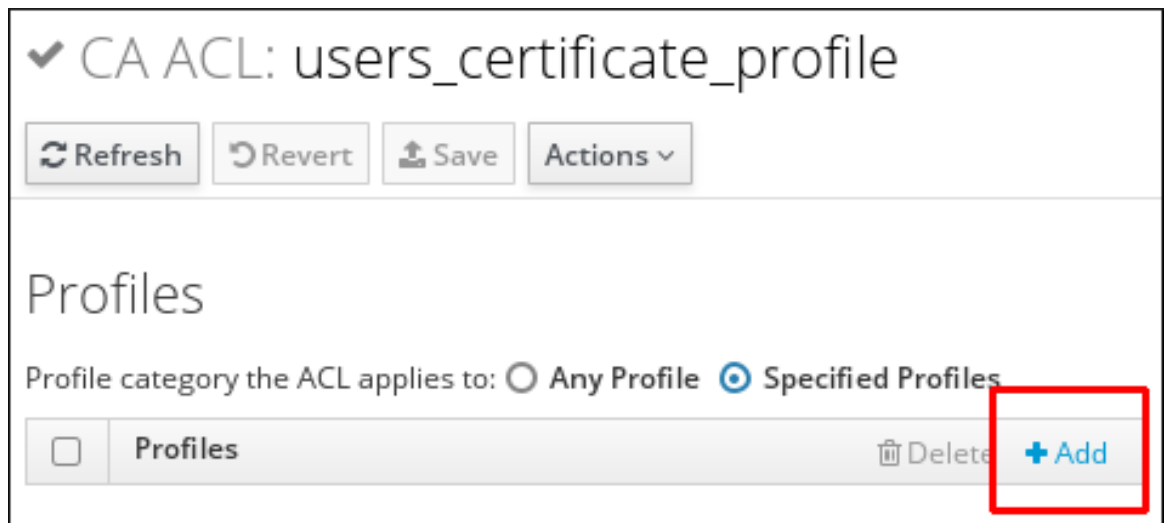 CA ACL: users_certificate_profile
Refresh Revert Save Actions
Profiles
Profile category the ACL applies to: Any Profile Specified Profiles
Profiles Delete Add